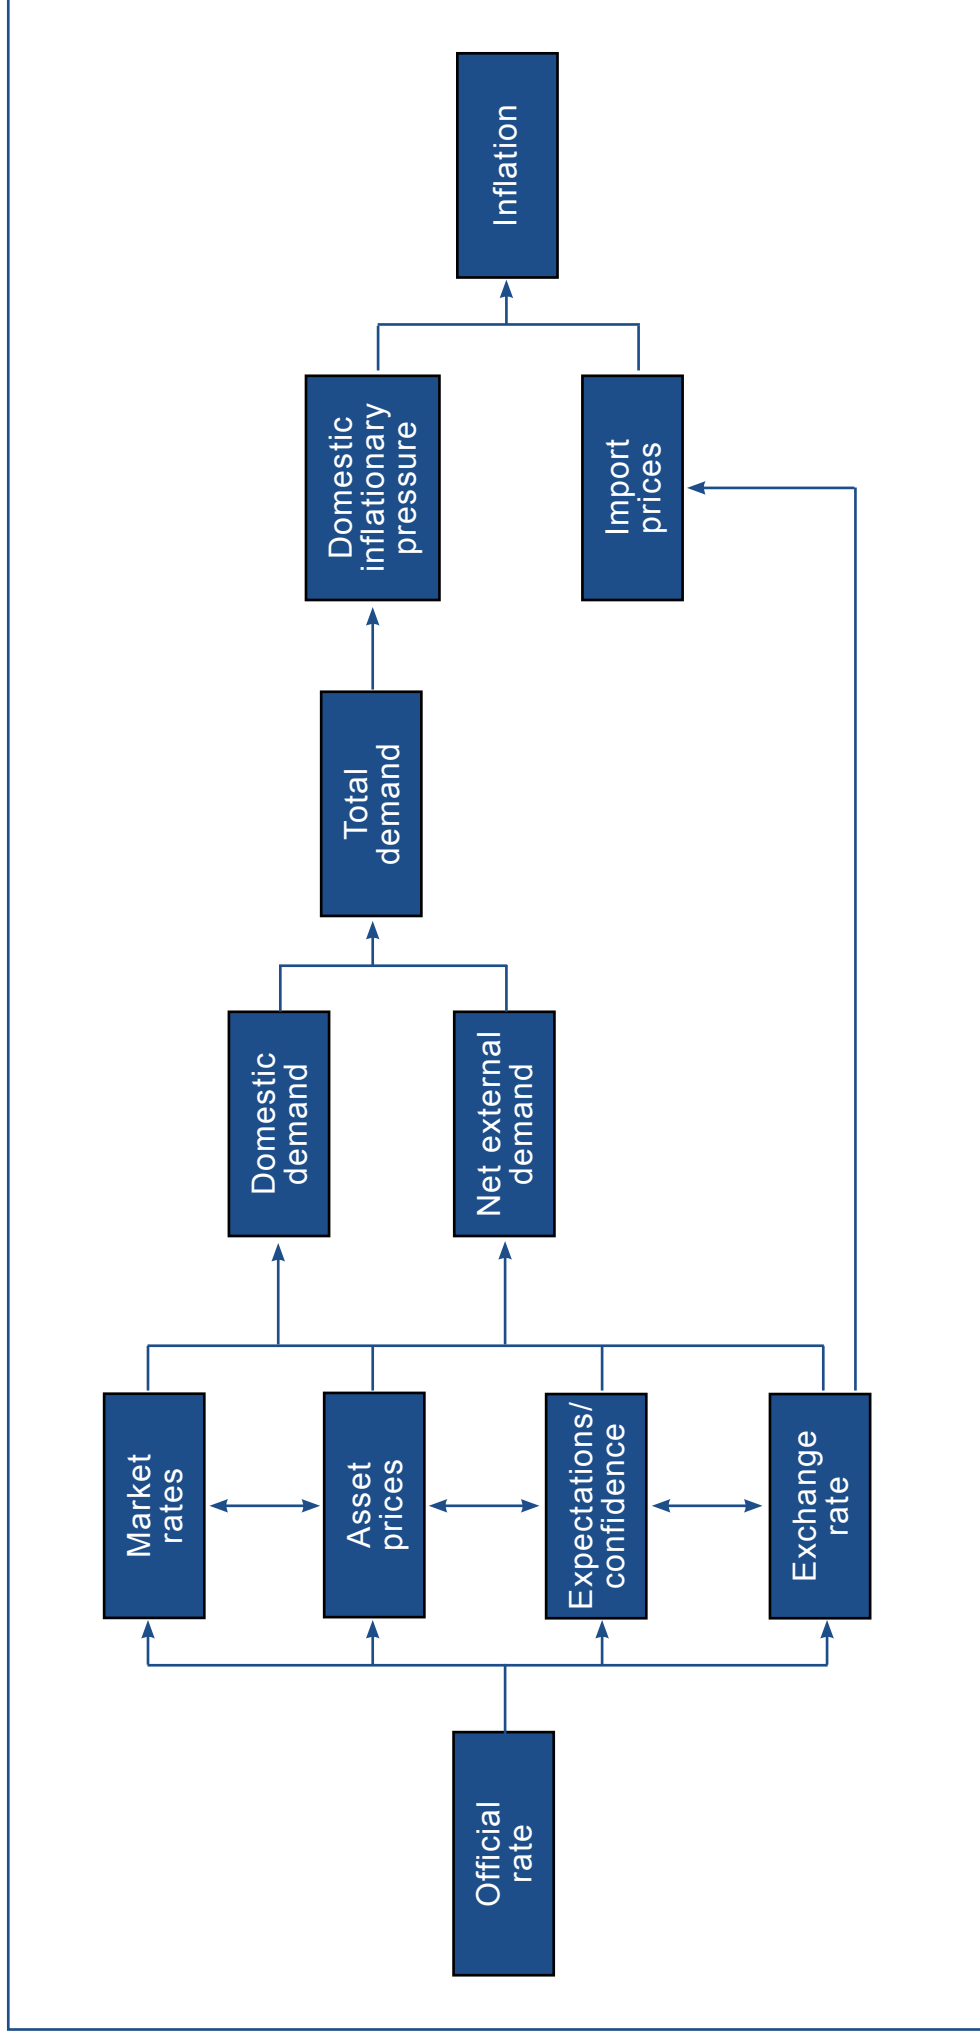 Official
rate
Market
rates
Asset
prices
Expectations/
confidence
Exchange
rate
Domestic
demand
Net external
demand
Total
demand
Domestic
inflationary
pressure
Import
prices
Inflation